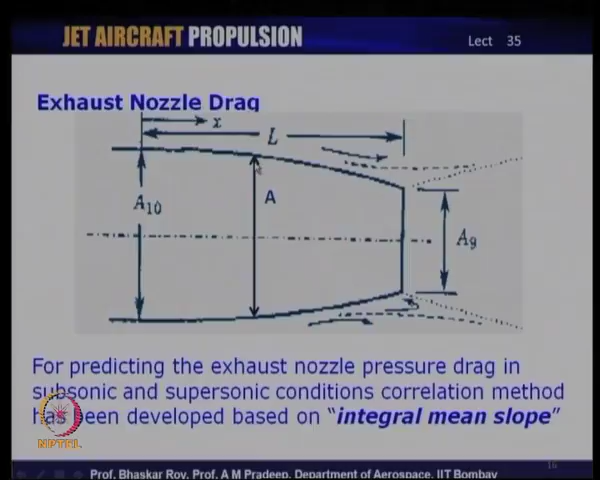 JET AIRCRAFT PROPULSION
Lect 35
Exhaust Nozzle Drag
x
L
A10
A
A9
For predicting the exhaust nozzle pressure drag in
subsonic and supersonic conditions correlation method
has been developed based on "integral mean slope"
NPTEL
16
Prof. Bhaskar Roy, Prof. A M Pradeep, Department of Aerospace, IIT Bombay